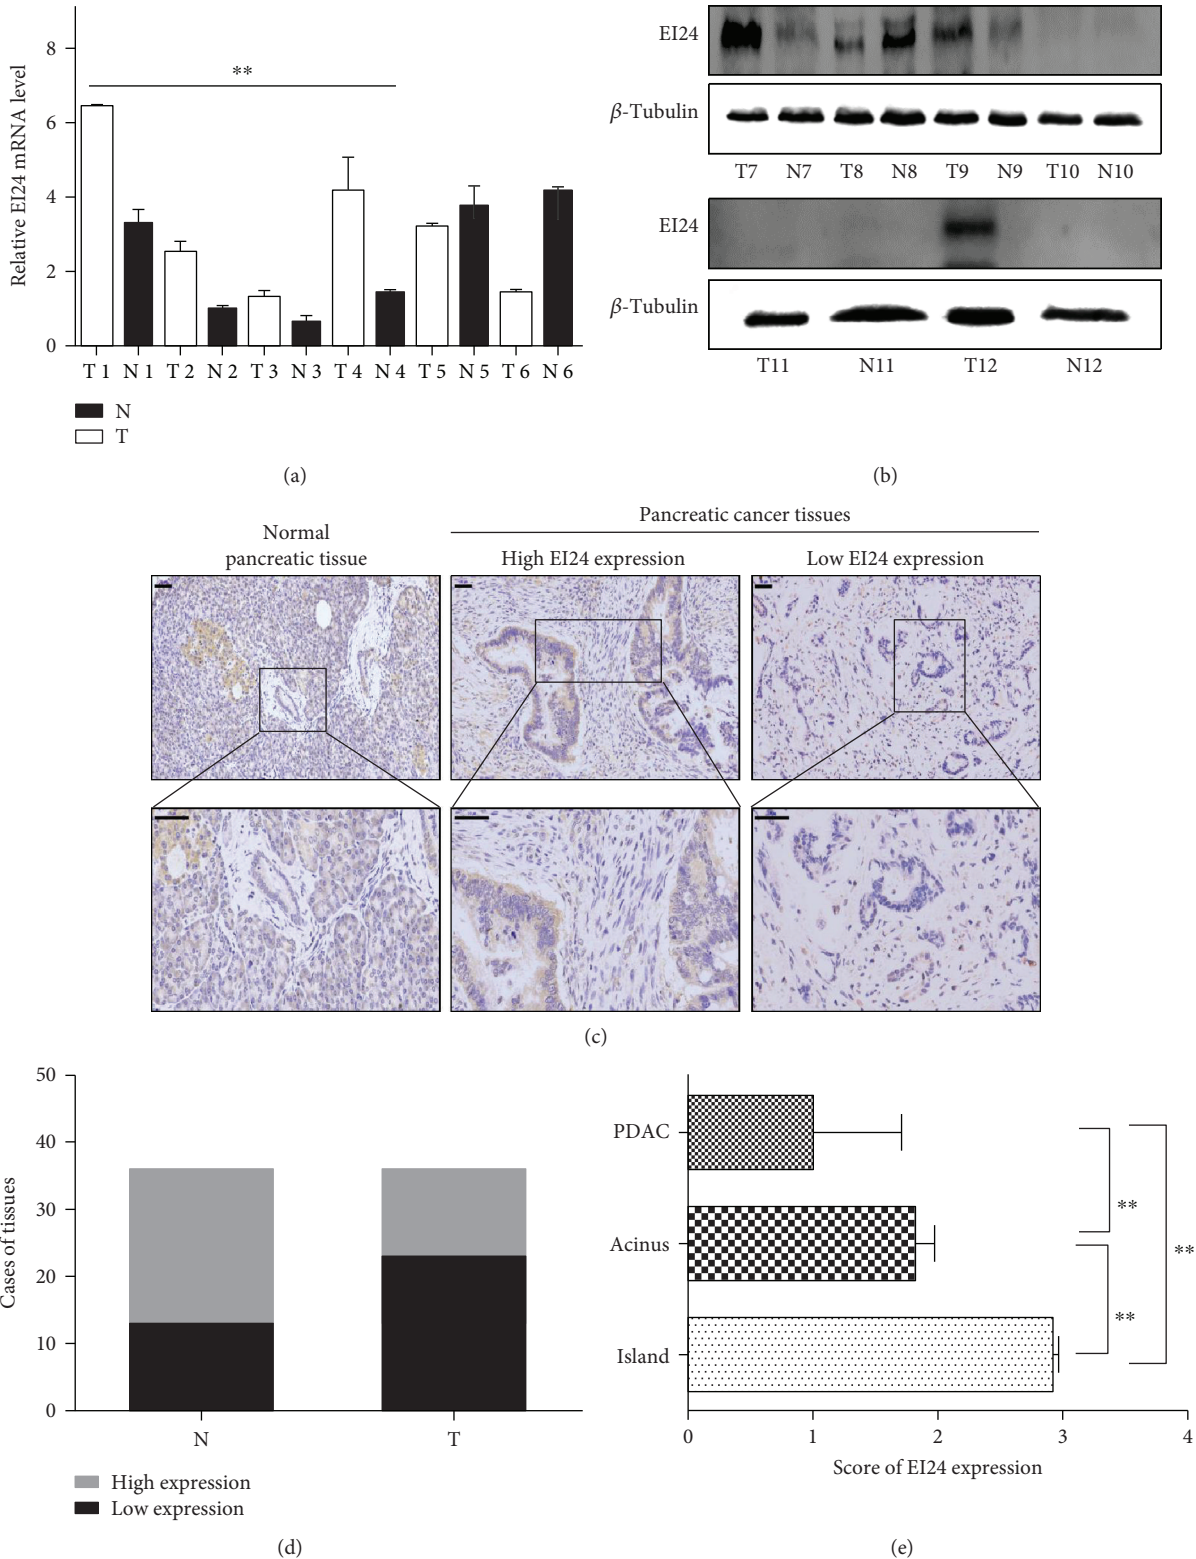 Relative EI24 mRNA level
8
6
4
2
0
**
T 1 N 1 T 2 N 2 T 3 N 3 T 4 N 4 T 5 N 5 T 6 N 6
N
T
(a)
EI24
β-Tubulin
T7 N7 T8 N8 T9 N9 T10 N10
EI24
β-Tubulin
T11 N11 T12 N12
(b)
Normal
pancreatic tissue
Pancreatic cancer tissues
High EI24 expression
Low EI24 expression
(c)
Cases of tissues
50
40
30
20
10
0
N T
High expression
Low expression
(d)
PDAC
Acinus
Island
**
**
**
0 1 2 3 4
Score of EI24 expression
(e)